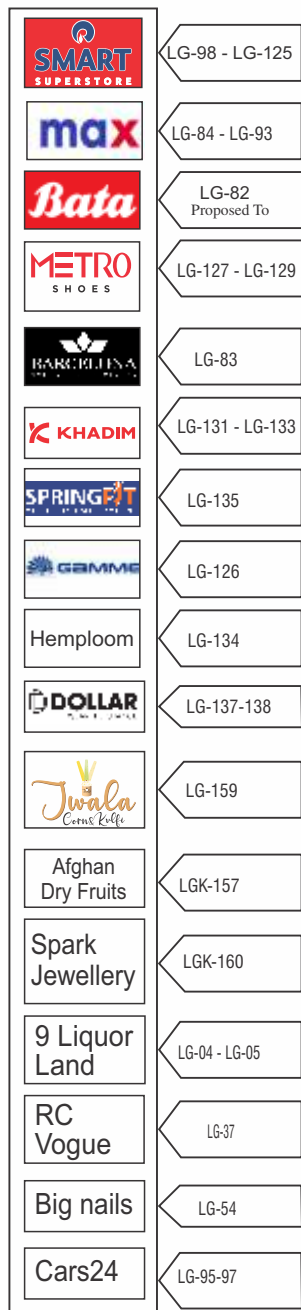 SMART
SUPERSTORE
LG-98 - LG-125
max
LG-84 - LG-93
Bata
LG-82
Proposed To
METRO
SHOES
LG-127 - LG-129
BARCELLINA
LG-83
KHADIM
LG-131 - LG-133
SPRINGFIT
LG-135
GAMME
LG-126
Hemploom
LG-134
DOLLAR
LG-137-138
Jwala
Corns Kulfi
LG-159
Afghan
Dry Fruits
LGK-157
Spark
Jewellery
LGK-160
9 Liquor
Land
LG-04 - LG-05
RC
Vogue
LG-37
Big nails
LG-54
Cars24
LG-95-97